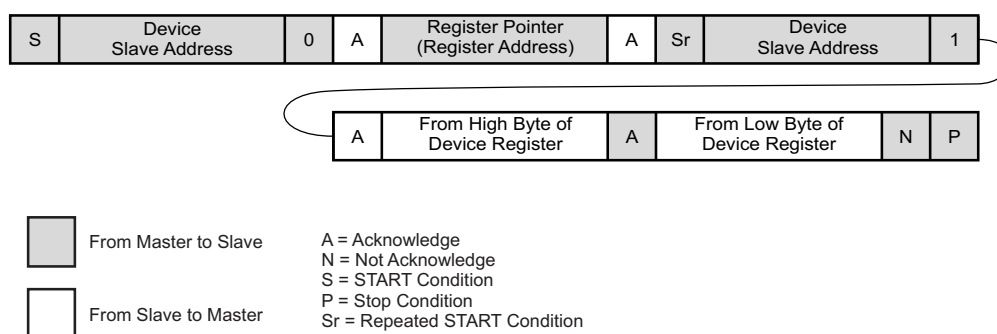 S Device Slave Address 0 A Register Pointer (Register Address) A Sr Device Slave Address 1
A From High Byte of Device Register A From Low Byte of Device Register N P
From Master to Slave
From Slave to Master
A = Acknowledge
N = Not Acknowledge
S = START Condition
P = Stop Condition
Sr = Repeated START Condition